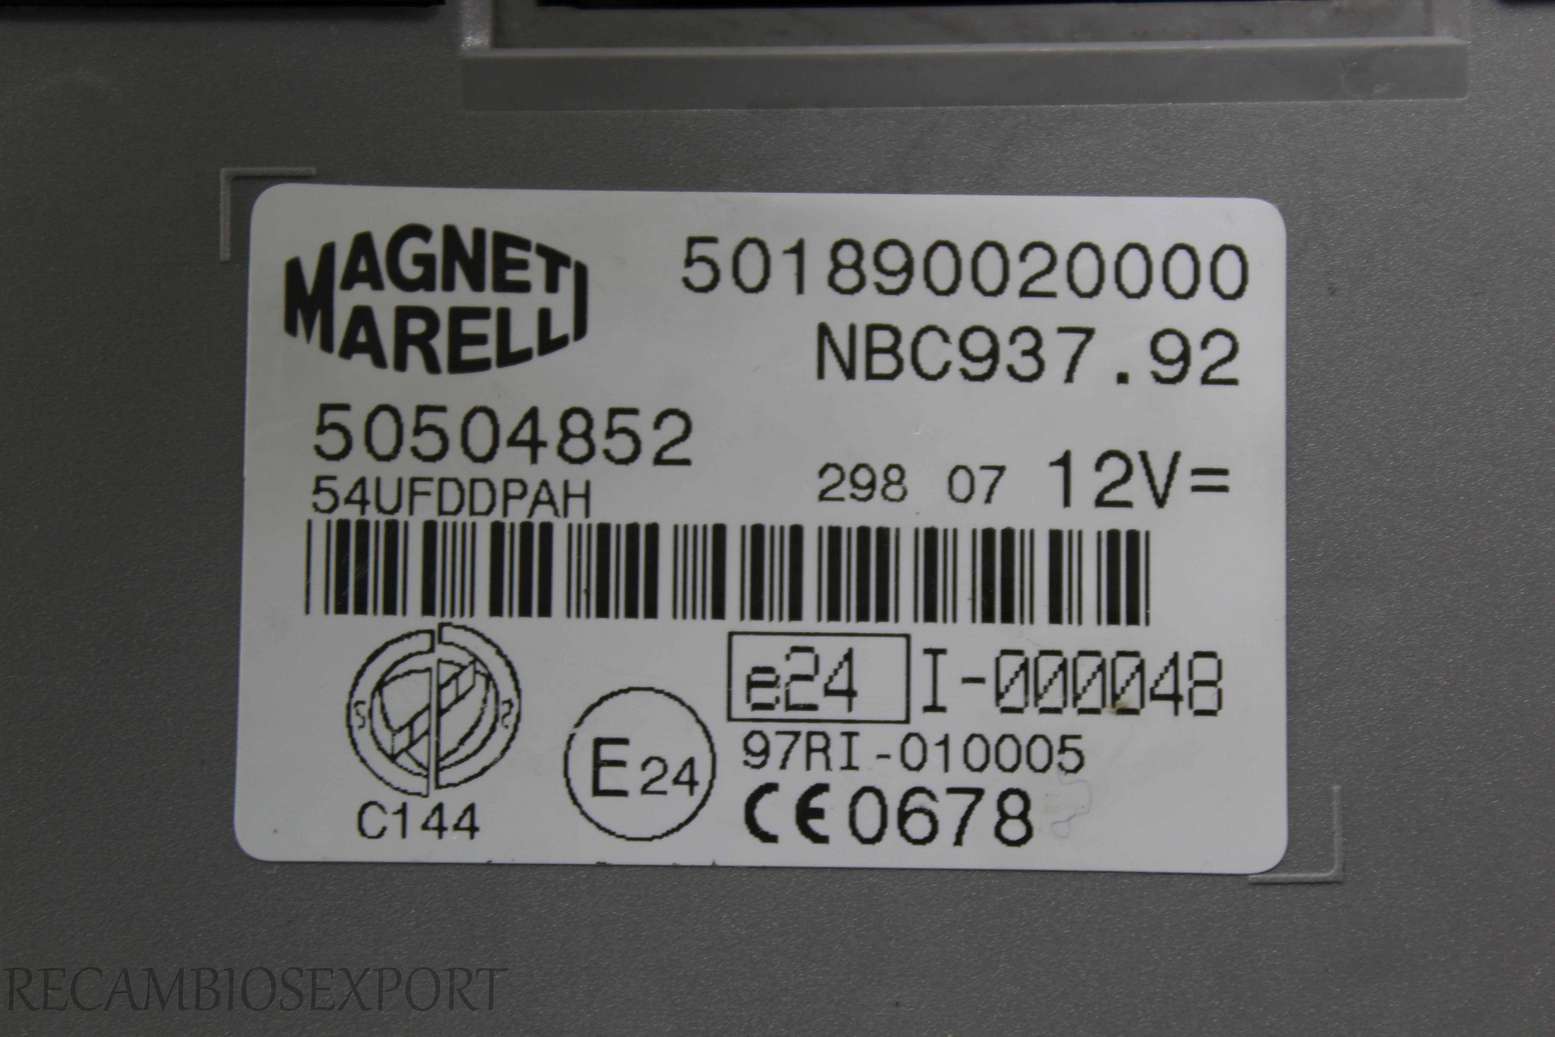 MAGNETI
MARELLI
501890020000
NBC937.92
50504852
54UFDDPAH
298 07 12V=
e24 I-000048
97RI-010005
E24
C144
CE0678
RECAMBIOSEXPORT